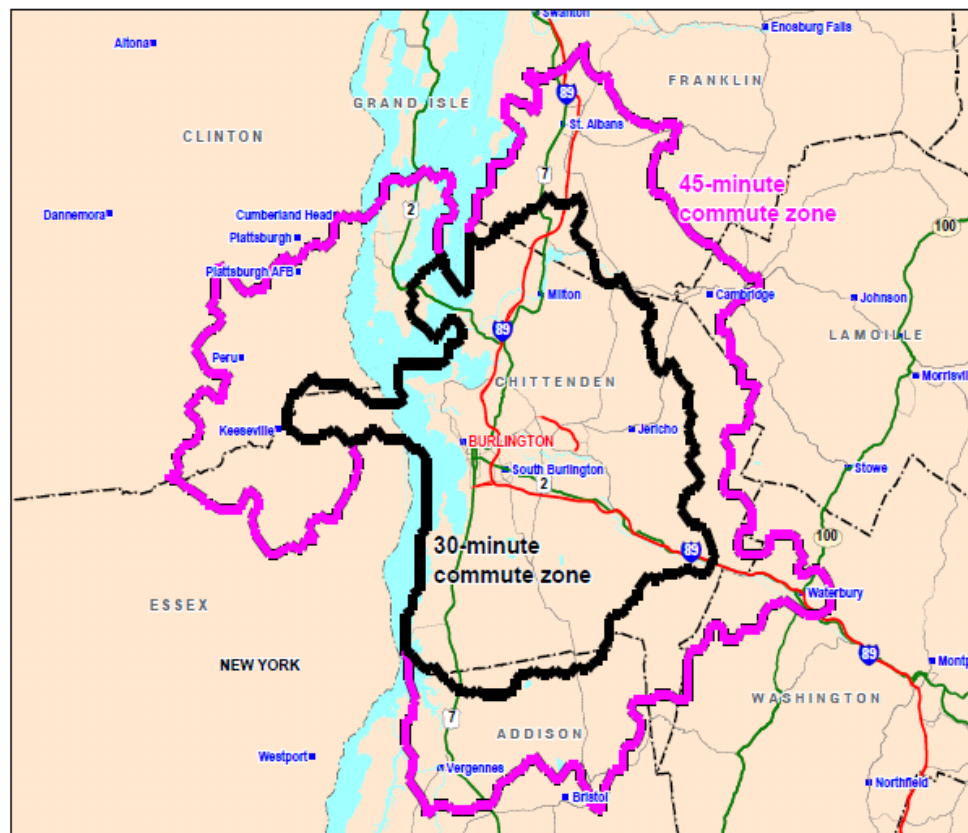 Swanton
Enosburg Falls
Altona
FRANKLIN
89
GRAND ISLE
St. Albans
CLINTON
7
45-minute
commute zone
Dannemora
Cumberland Head
2
100
Plattsburgh
Plattsburgh AFB
Milton
Cambridge
Johnson
89
LAMOILLE
Peru
CHITTENDEN
Morrisvil
Keeseville
BURLINGTON
Jericho
South Burlington
2
Stowe
30-minute
commute zone
89
100
Waterbury
ESSEX
NEW YORK
89
Montp
WASHINGTON
7
ADDISON
Westport
Vergennes
Bristol
Northfield